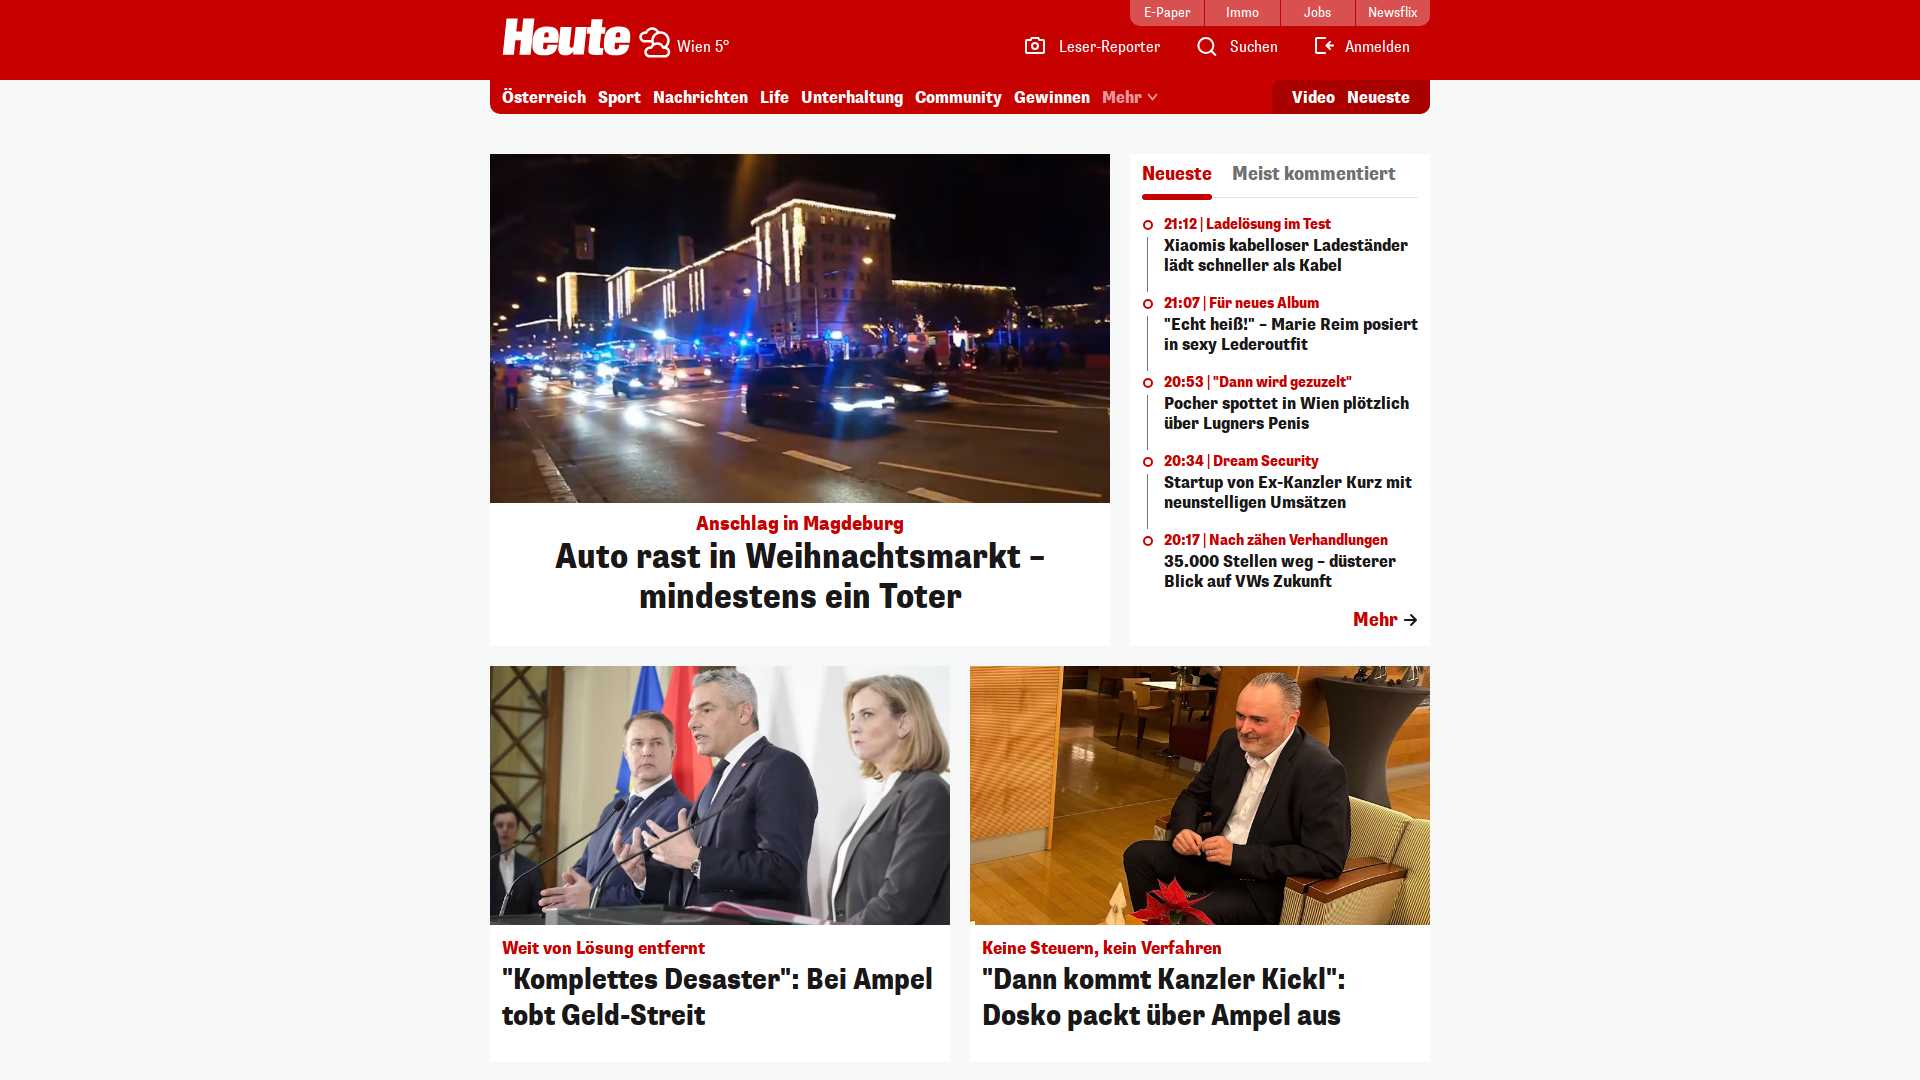 E-Paper
Immo
Jobs
Newsflix
Heute
Wien 5°
Leser-Reporter
Suchen
Anmelden
Österreich
Sport
Nachrichten
Life
Unterhaltung
Community
Gewinnen
Mehr
Video
Neueste
Anschlag in Magdeburg
Auto rast in Weihnachtsmarkt –
mindestens ein Toter
Neueste
Meist kommentiert
21:12 | Ladelösung im Test
Xiaomis kabelloser Ladeständer
lädt schneller als Kabel
21:07 | Für neues Album
"Echt heiß!" – Marie Reim posiert
in sexy Lederoutfit
20:53 | "Dann wird gezuzelt"
Pocher spottet in Wien plötzlich
über Lugners Penis
20:34 | Dream Security
Startup von Ex-Kanzler Kurz mit
neunstelligen Umsätzen
20:17 | Nach zähen Verhandlungen
35.000 Stellen weg – düsterer
Blick auf VWs Zukunft
Mehr
Weit von Lösung entfernt
"Komplettes Desaster": Bei Ampel
tobt Geld-Streit
Keine Steuern, kein Verfahren
"Dann kommt Kanzler Kickl":
Dosko packt über Ampel aus